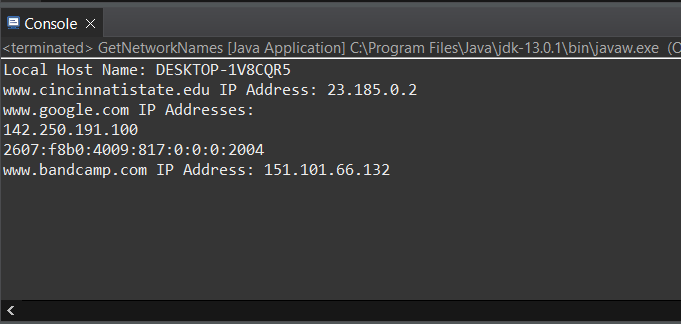 Console
<terminated> GetNetworkNames [Java Application] C:\Program Files\Java\jdk-13.0.1\bin\javaw.exe (O
Local Host Name: DESKTOP-1V8CQR5
www.cincinnatistate.edu IP Address: 23.185.0.2
www.google.com IP Addresses:
142.250.191.100
2607:f8b0:4009:817:0:0:0:2004
www.bandcamp.com IP Address: 151.101.66.132